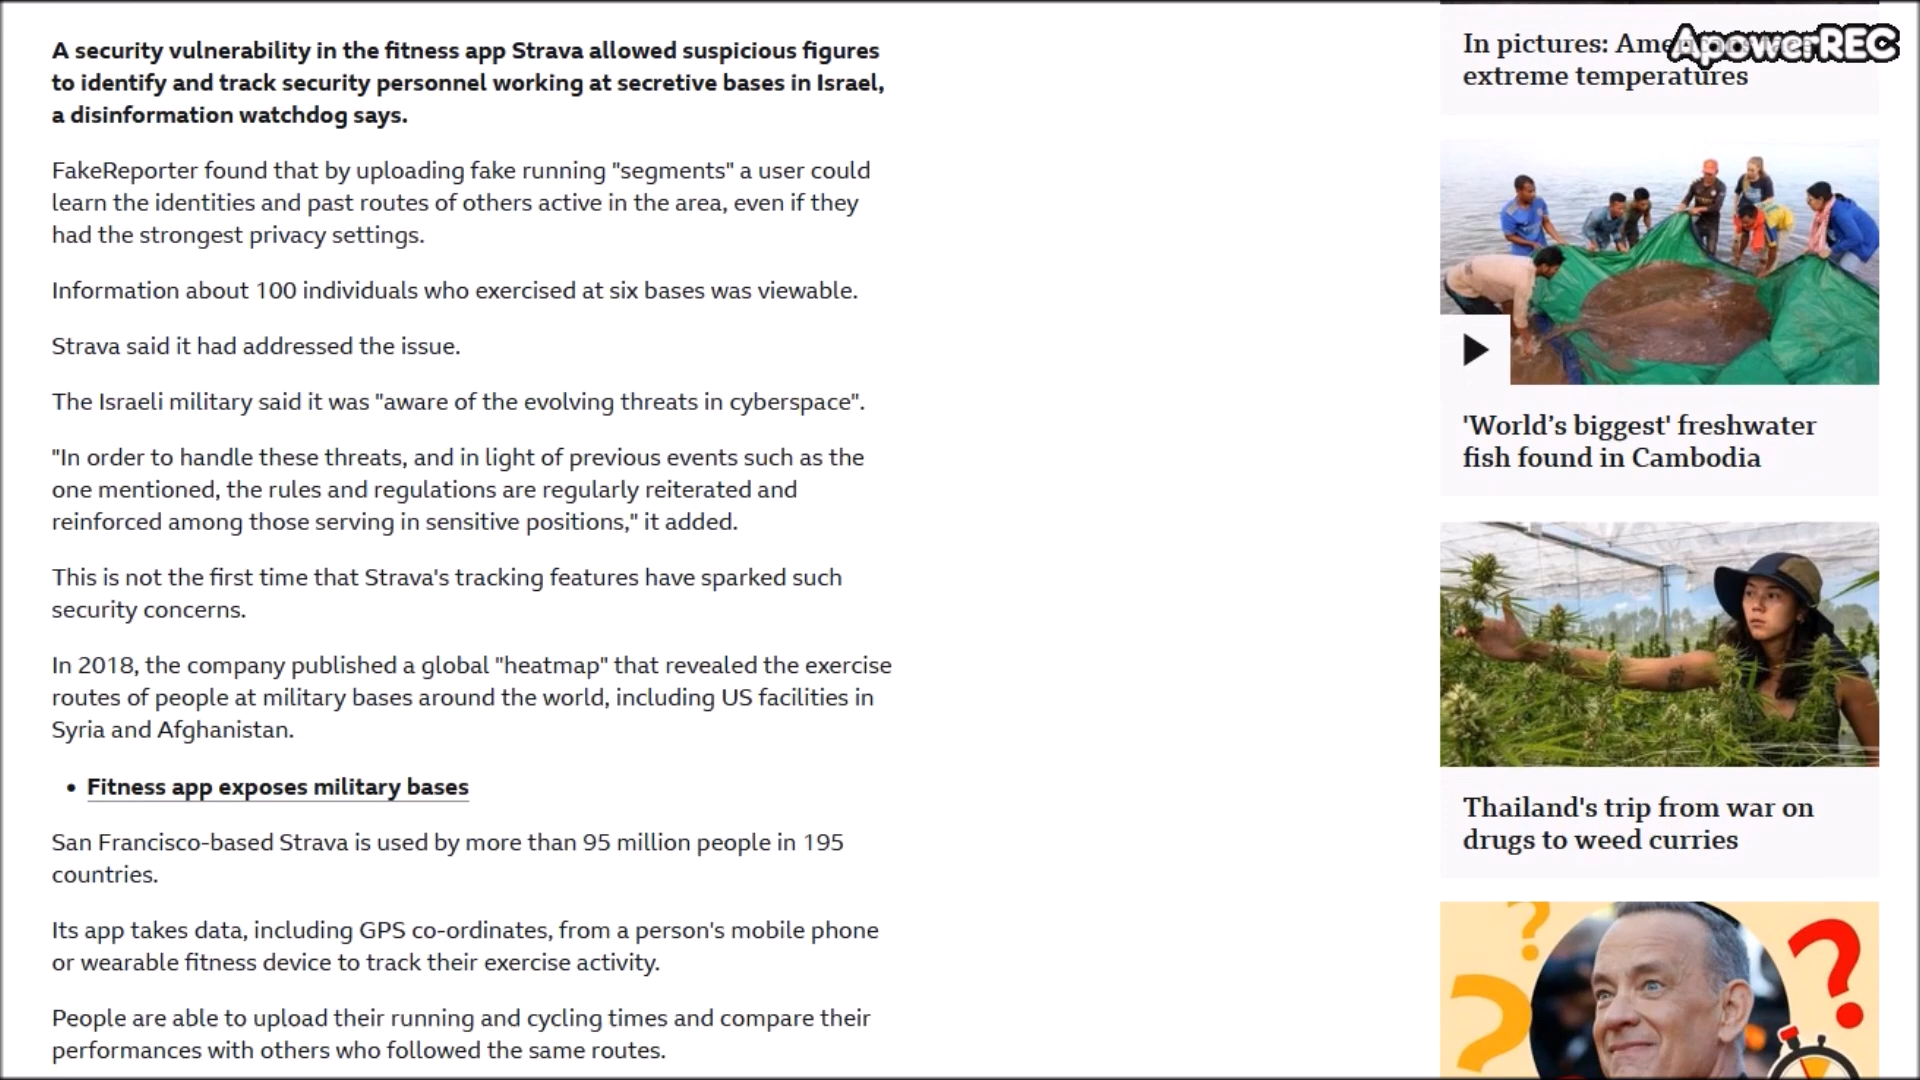 A security vulnerability in the fitness app Strava allowed suspicious figures
to identify and track security personnel working at secretive bases in Israel,
a disinformation watchdog says.
FakeReporter found that by uploading fake running "segments" a user could
learn the identities and past routes of others active in the area, even if they
had the strongest privacy settings.
Information about 100 individuals who exercised at six bases was viewable.
Strava said it had addressed the issue.
The Israeli military said it was "aware of the evolving threats in cyberspace".
"In order to handle these threats, and in light of previous events such as the
one mentioned, the rules and regulations are regularly reiterated and
reinforced among those serving in sensitive positions," it added.
This is not the first time that Strava's tracking features have sparked such
security concerns.
In 2018, the company published a global "heatmap" that revealed the exercise
routes of people at military bases around the world, including US facilities in
Syria and Afghanistan.
• Fitness app exposes military bases
San Francisco-based Strava is used by more than 95 million people in 195
countries.
Its app takes data, including GPS co-ordinates, from a person's mobile phone
or wearable fitness device to track their exercise activity.
People are able to upload their running and cycling times and compare their
performances with others who followed the same routes.
In pictures:
extreme temperatures
ApowerREC
'World’s biggest' freshwater
fish found in Cambodia
Thailand's trip from war on
drugs to weed curries